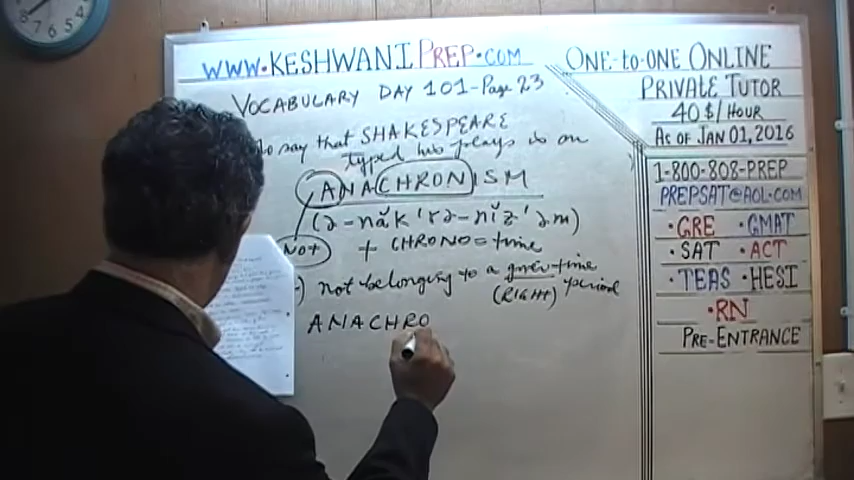 WWW.KESHWANIPREP.COM
VOCABULARY DAY 101-Page 23
to say that SHAKESPEARE
typed his plays is an
ANACHRONISM
(ə-năk'rə-nĭz'əm)
Not + CHRONO = time
not belonging to a given time
(RIGHT) period
ANACHRO
ONE-to-ONE ONLINE
PRIVATE TUTOR
40$/HOUR
AS OF JAN 01, 2016
1-800-808-PREP
PREPSAT@AOL.COM
•GRE •GMAT
•SAT •ACT
•TEAS •HESI
•RN
PRE-ENTRANCE